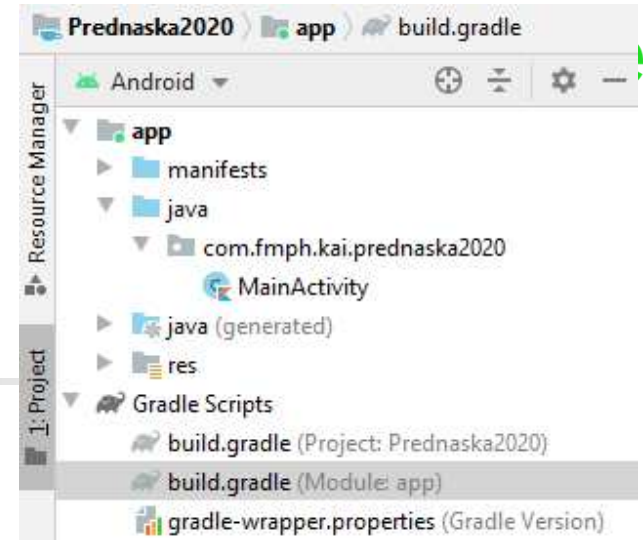 Prednaska2020 app build.gradle
Android
Resource Manager
1: Project
app
manifests
java
com.fmph.kai.prednaska2020
MainActivity
java (generated)
res
Gradle Scripts
build.gradle (Project: Prednaska2020)
build.gradle (Module: app)
gradle-wrapper.properties (Gradle Version)